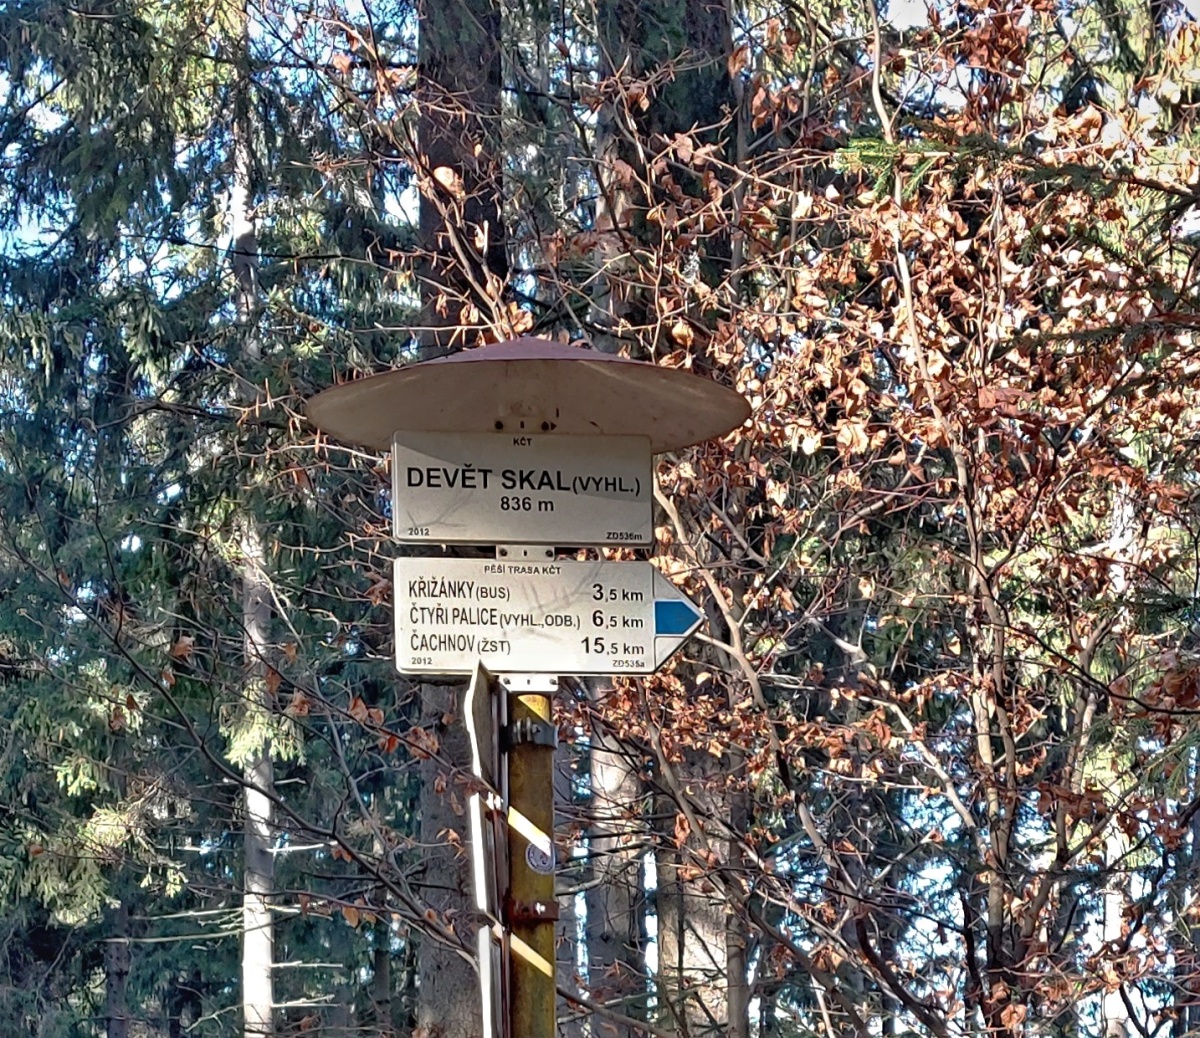 KČT
DEVĚT SKAL(VYHL.)
836 m
2012 ZD536m
PĚŠÍ TRASA KČT
KŘIŽÁNKY(BUS) 3,5 km
ČTYŘI PALICE(VYHL.,ODB.) 6,5 km
ČACHNOV(ŽST) 15,5 km
2012 ZD535a